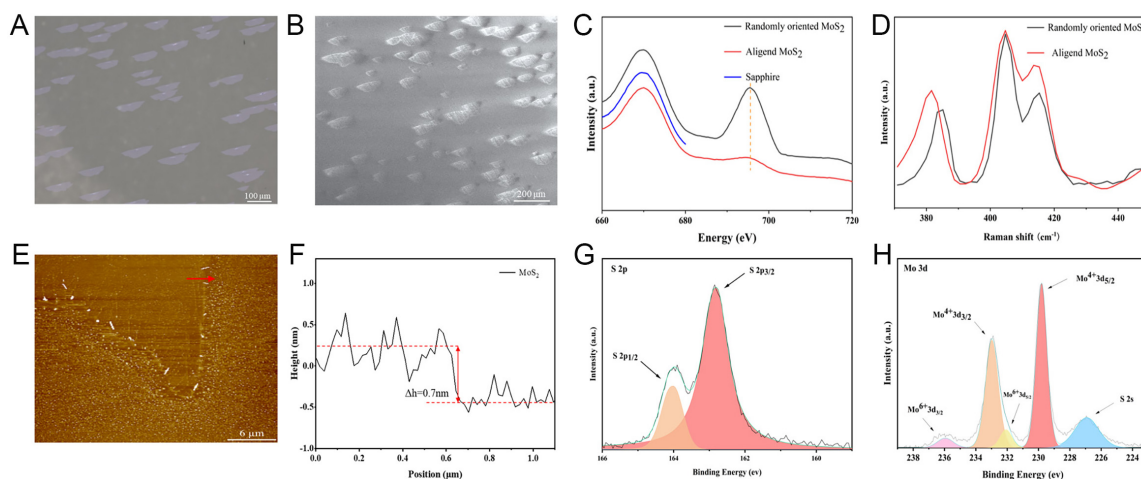 A
100 μm
B
200 μm
C
Randomly oriented MoS2
Aligend MoS2
Sapphire
Intensity (a.u.)
660 680 700 720
Energy (eV)
D
Randomly oriented MoS
Aligend MoS2
Intensity (a.u.)
380 400 420 440
Raman shift (cm-1)
E
6 μm
F
MoS2
Height (nm)
1.0
0.5
0.0
-0.5
-1.0
Δh=0.7nm
0.0 0.2 0.4 0.6 0.8 1.0
Position (μm)
G
S 2p
S 2p3/2
S 2p1/2
Intensity (a.u.)
166 164 162 160
Binding Energy (ev)
H
Mo 3d
Mo4+3d5/2
Mo4+3d3/2
Mo6+3d5/2
S 2s
Intensity (a.u.)
238 236 234 232 230 228 226 224
Binding Energy (ev)